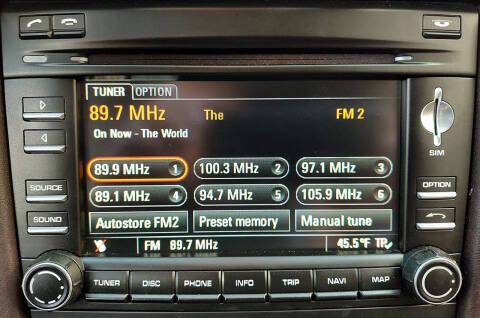 TUNER OPTION
89.7 MHz The FM 2
On Now - The World
89.9 MHz 1 100.3 MHz 2 97.1 MHz 3
89.1 MHz 4 94.7 MHz 5 105.9 MHz 6
Autostore FM2 Preset memory Manual tune
FM 89.7 MHz 45.5°F TP
SIM
SOURCE
OPTION
SOUND
TUNER DISC PHONE INFO TRIP NAVI MAP